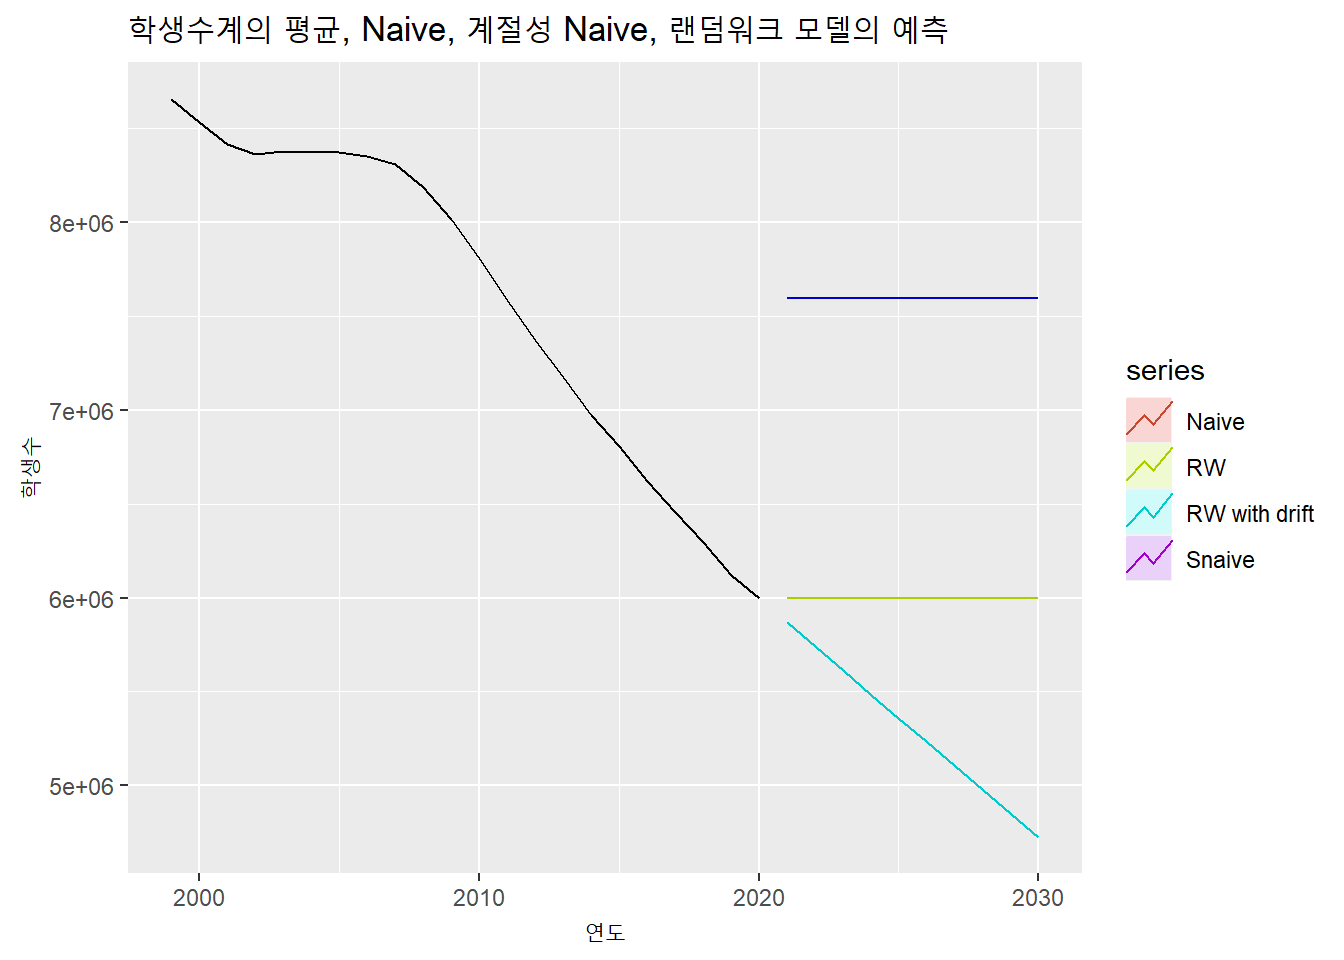 학생수계의 평균, Naive, 계절성 Naive, 랜덤워크 모델의 예측
8e+06
7e+06
6e+06
5e+06
학생수
2000
2010
2020
2030
연도
series
Naive
RW
RW with drift
Snaive